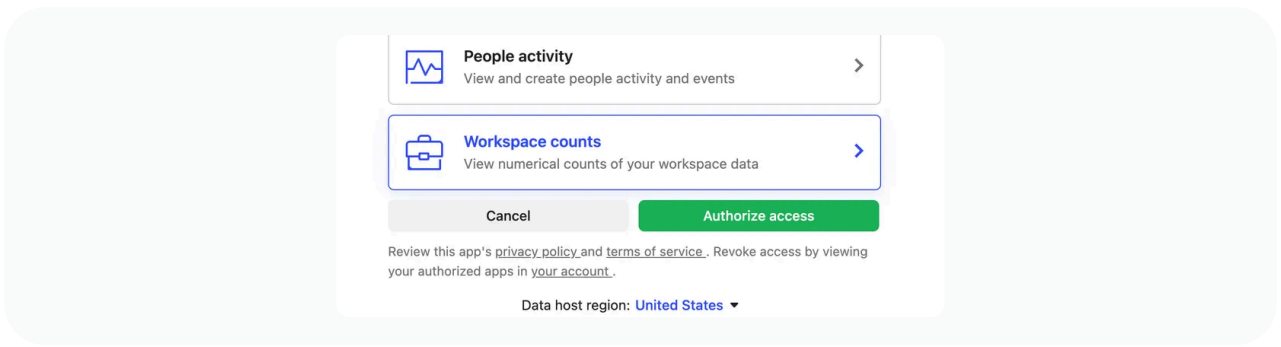 People activity
View and create people activity and events
Workspace counts
View numerical counts of your workspace data
Cancel
Authorize access
Review this app's privacy policy and terms of service . Revoke access by viewing
your authorized apps in your account .
Data host region: United States